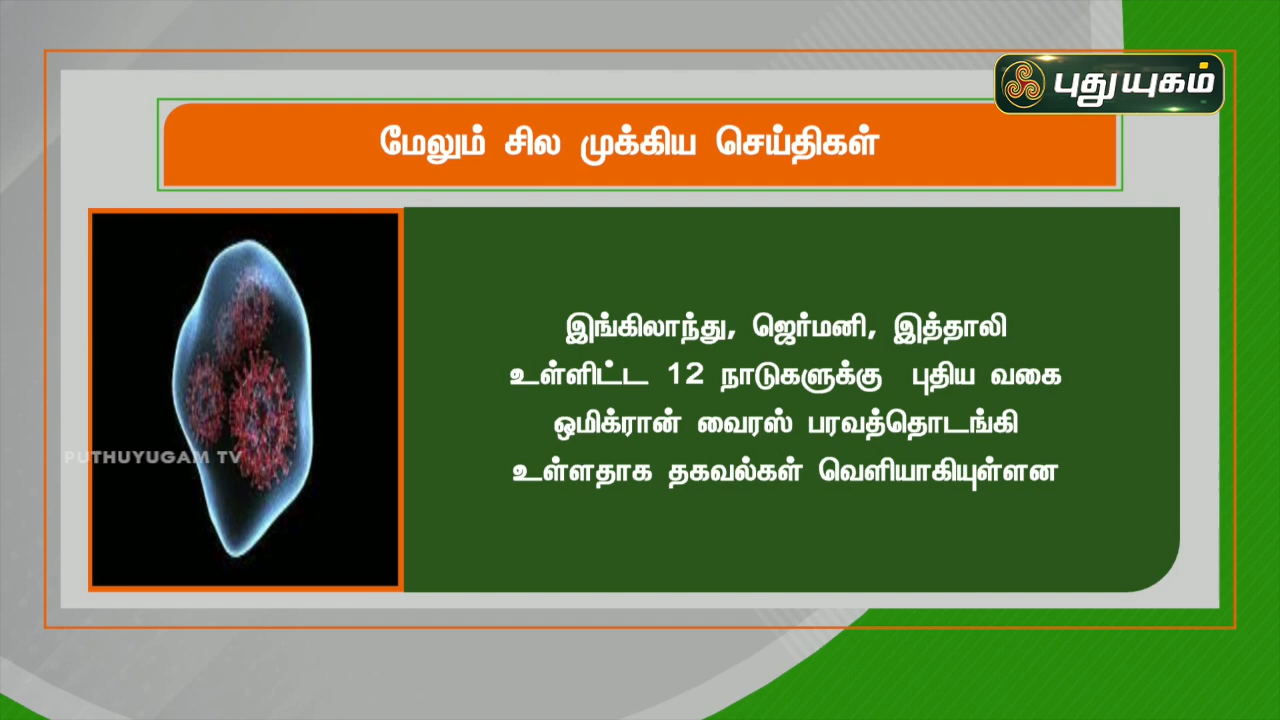 புதுயுகம்
மேலும் சில முக்கிய செய்திகள்
இங்கிலாந்து, ஜெர்மனி, இத்தாலி
உள்ளிட்ட 12 நாடுகளுக்கு புதிய வகை
ஒமிக்ரான் வைரஸ் பரவத்தொடங்கி
உள்ளதாக தகவல்கள் வெளியாகியுள்ளன
PUTHUYUGAM TV